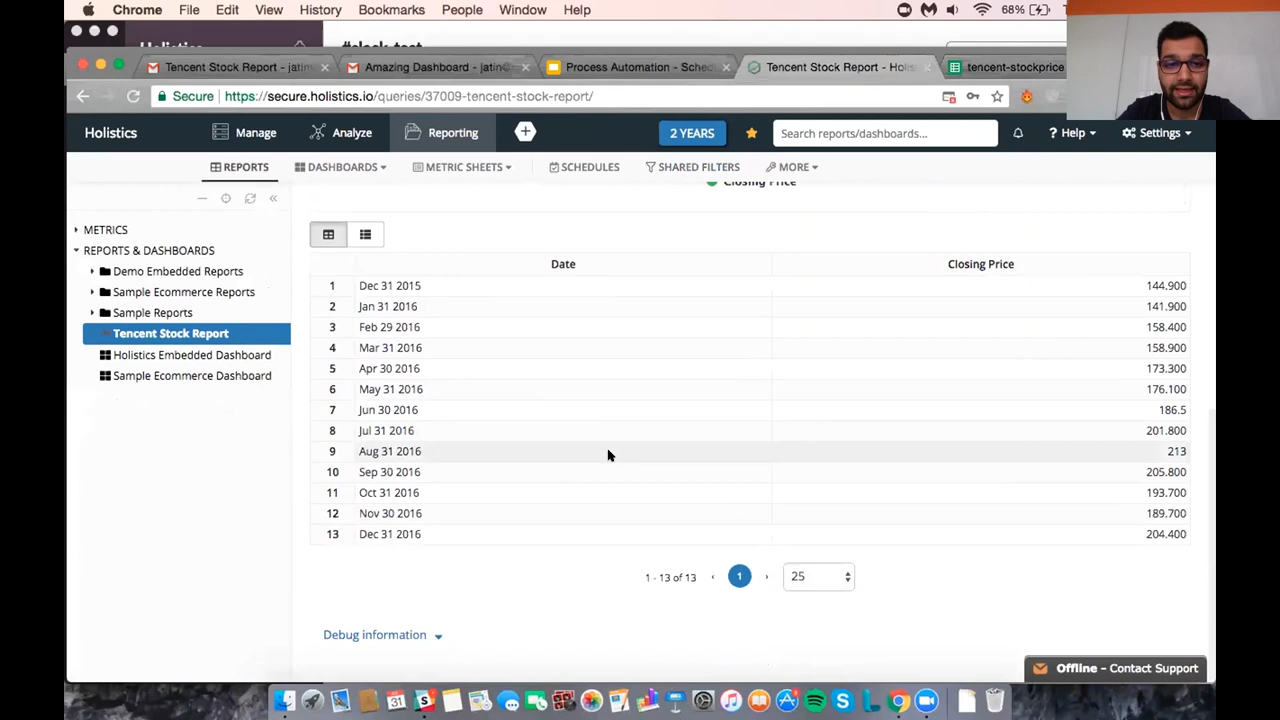 Chrome File Edit View History Bookmarks People Window Help 68%
Tencent Stock Report - jatin
Amazing Dashboard - jatin@
Process Automation - Sched
Tencent Stock Report - Holis
tencent-stockprice
Secure https://secure.holistics.io/queries/37009-tencent-stock-report/
Holistics Manage Analyze Reporting 2 YEARS Search reports/dashboards... Help Settings
REPORTS DASHBOARDS METRIC SHEETS SCHEDULES SHARED FILTERS MORE
Closing Price
METRICS
REPORTS & DASHBOARDS
Demo Embedded Reports
Sample Ecommerce Reports
Sample Reports
Tencent Stock Report
Holistics Embedded Dashboard
Sample Ecommerce Dashboard
Date Closing Price
1 Dec 31 2015 144.900
2 Jan 31 2016 141.900
3 Feb 29 2016 158.400
4 Mar 31 2016 158.900
5 Apr 30 2016 173.300
6 May 31 2016 176.100
7 Jun 30 2016 186.5
8 Jul 31 2016 201.800
9 Aug 31 2016 213
10 Sep 30 2016 205.800
11 Oct 31 2016 193.700
12 Nov 30 2016 189.700
13 Dec 31 2016 204.400
1 - 13 of 13 1 25
Debug information
Offline - Contact Support
31